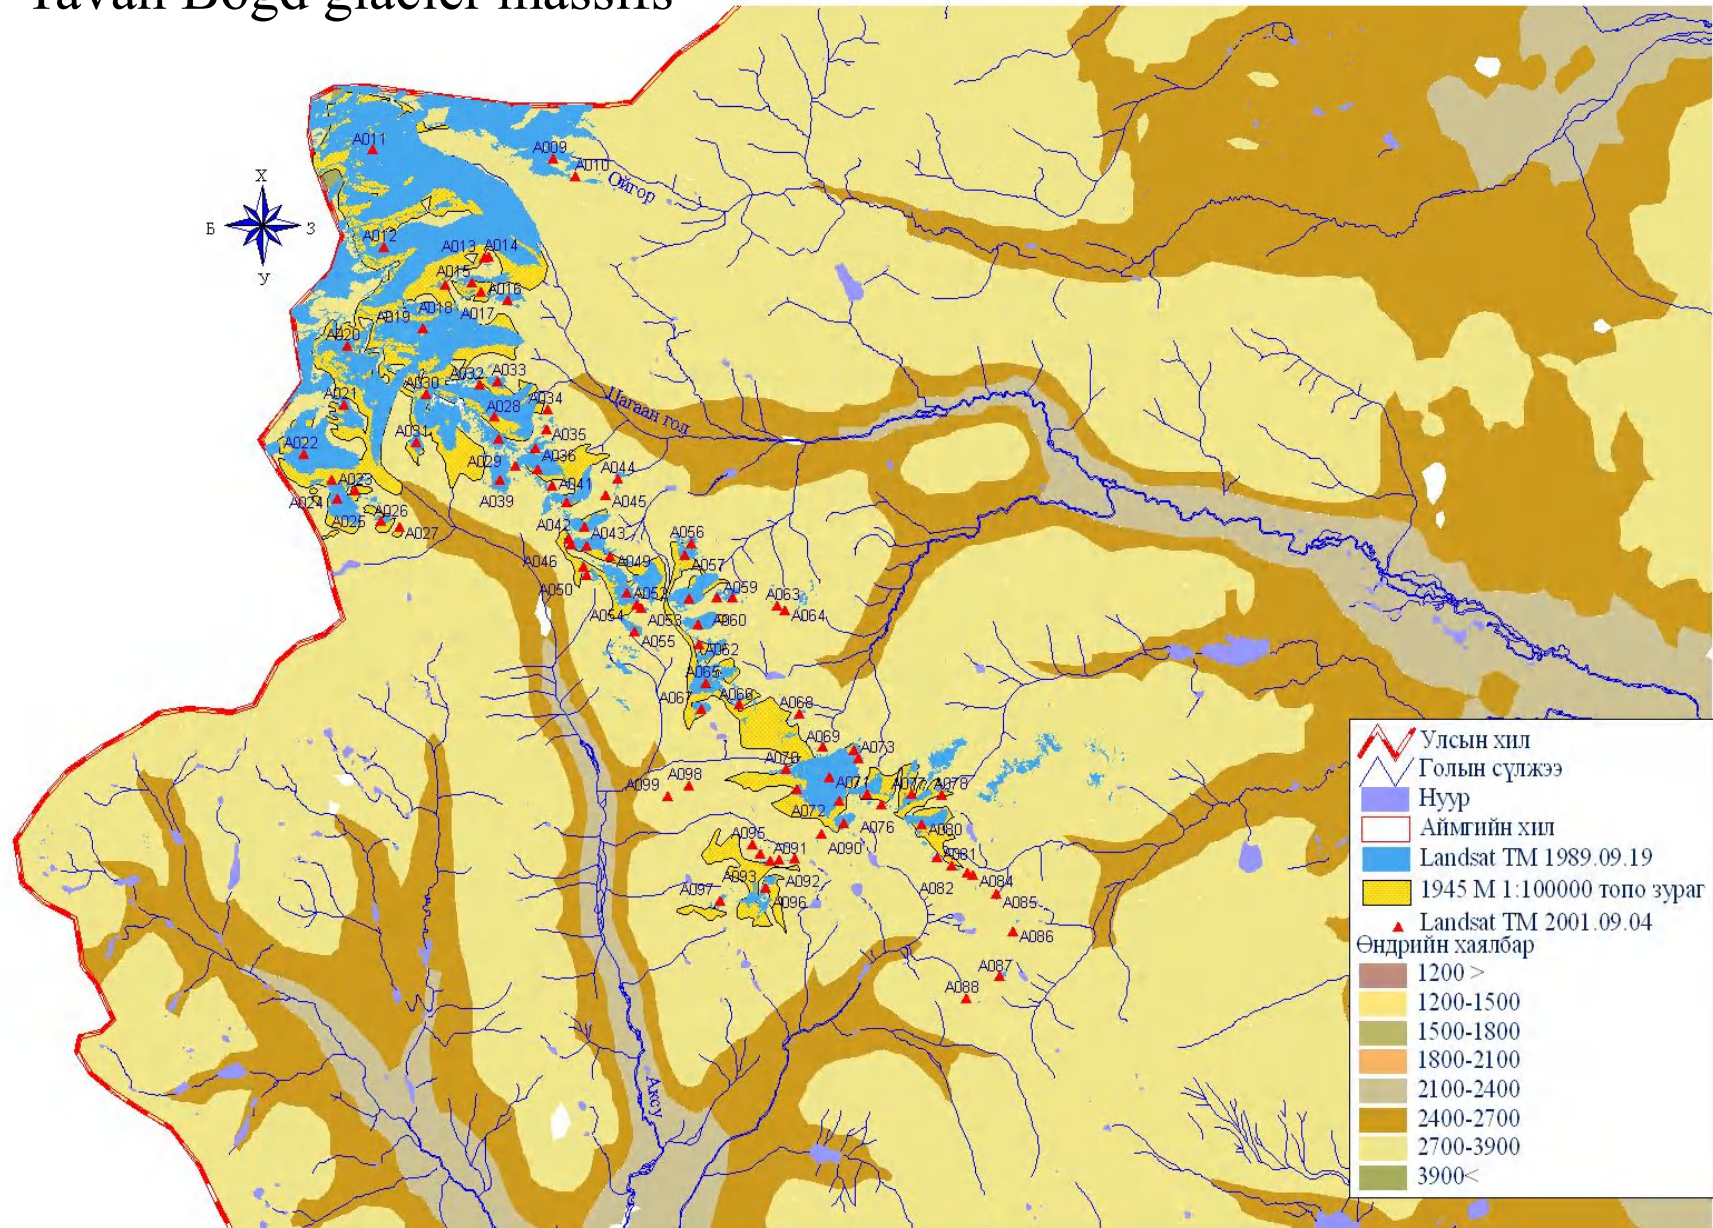 Tavan Bogd glacier massifs
A011
A009
A010
Ойгор
Х
Б
З
У
A012
A013
A014
A015
A016
A018
A017
A019
A020
A032
A033
A030
A021
A034
A028
Цагаан гол
A031
A035
A022
A036
A029
A044
A023
A041
A039
A045
A024
A025
A026
A042
A043
A027
A056
A046
A049
A057
A050
A052
A059
A063
A054
A053
A060
A064
A055
A062
A065
A067
A066
A068
A069
A073
A070
A098
A099
A071
A077
A078
A072
A076
A080
A095
A091
A090
A081
A093
A092
A082
A084
A097
A096
A085
A086
A087
A088
Аксу
Улсын хил
Голын сүлжээ
Нуур
Аймгийн хил
Landsat TM 1989.09.19
1945 М 1:100000 топо зураг
Landsat TM 2001.09.04
Өндрийн хаялбар
1200 >
1200-1500
1500-1800
1800-2100
2100-2400
2400-2700
2700-3900
3900<